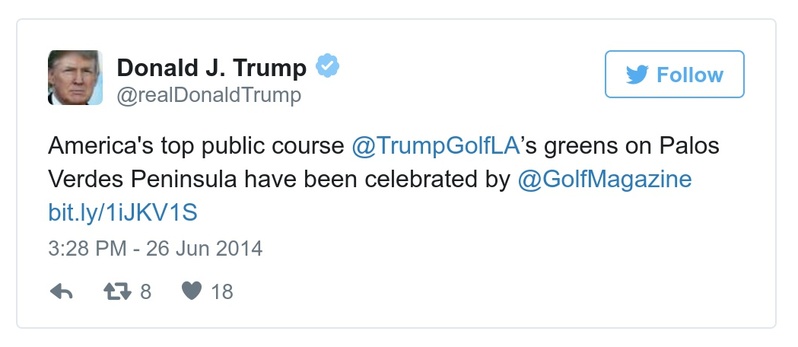 Donald J. Trump
@realDonaldTrump
Follow
America's top public course @TrumpGolfLA’s greens on Palos
Verdes Peninsula have been celebrated by @GolfMagazine
bit.ly/1iJKV1S
3:28 PM - 26 Jun 2014
8 18